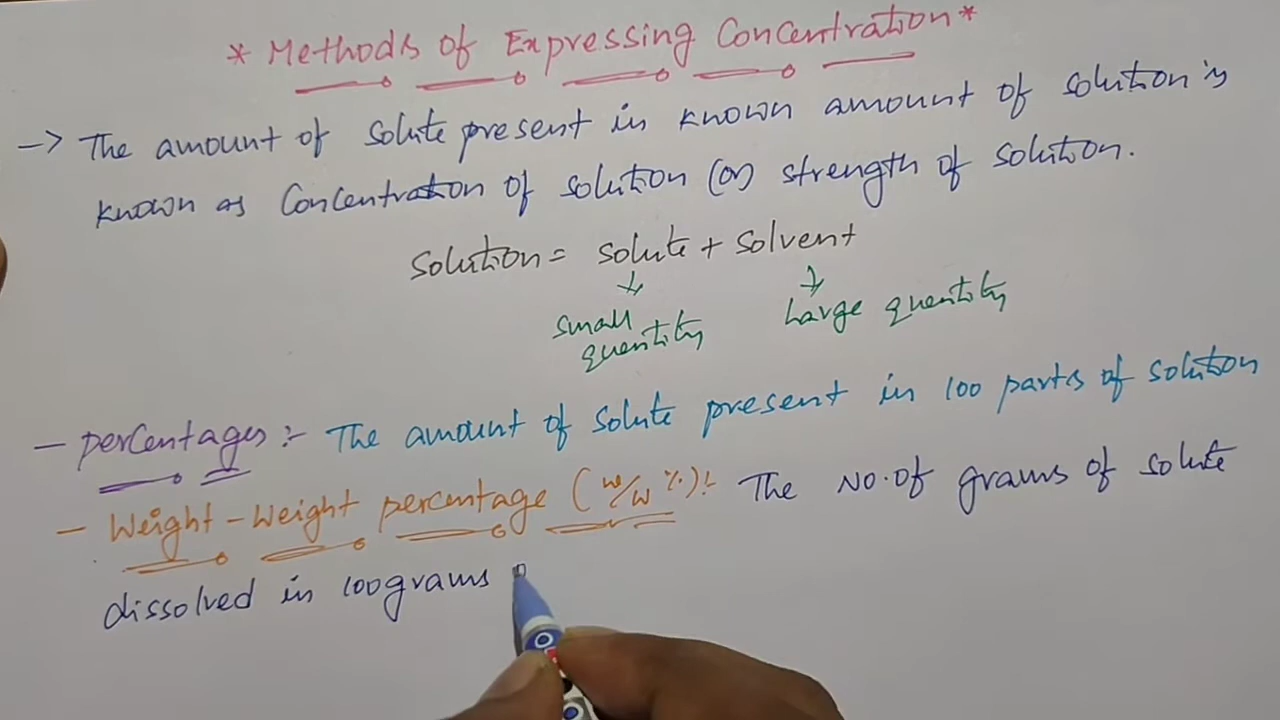 * Methods of Expressing Concentration *
-> The amount of solute present in known amount of solution is
known as Concentration of solution (or) strength of solution.
Solution = solute + solvent
small quantity
Large quantity
- percentages :- The amount of solute present in 100 parts of solution
- Weight-Weight percentage (w/w %):- The No. of grams of solute
dissolved in 100 grams